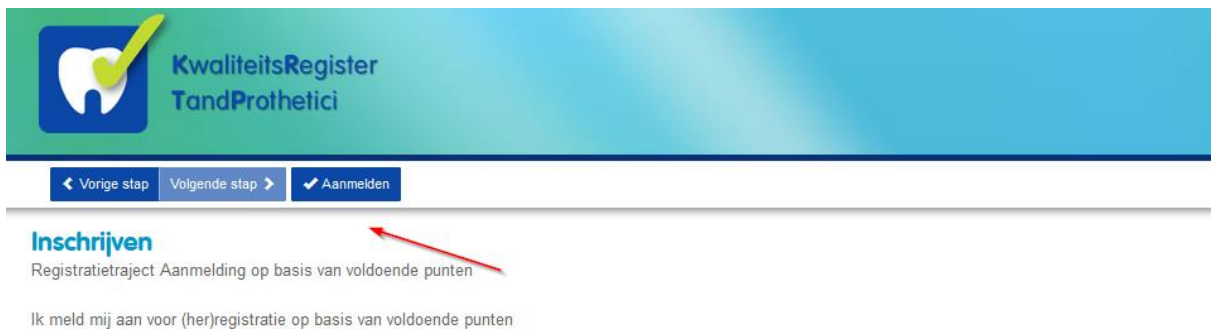 KwaliteitsRegister
TandProthetici
Vorige stap Volgende stap Aanmelden
Inschrijven
Registratietraject Aanmelding op basis van voldoende punten
Ik meld mij aan voor (her)registratie op basis van voldoende punten